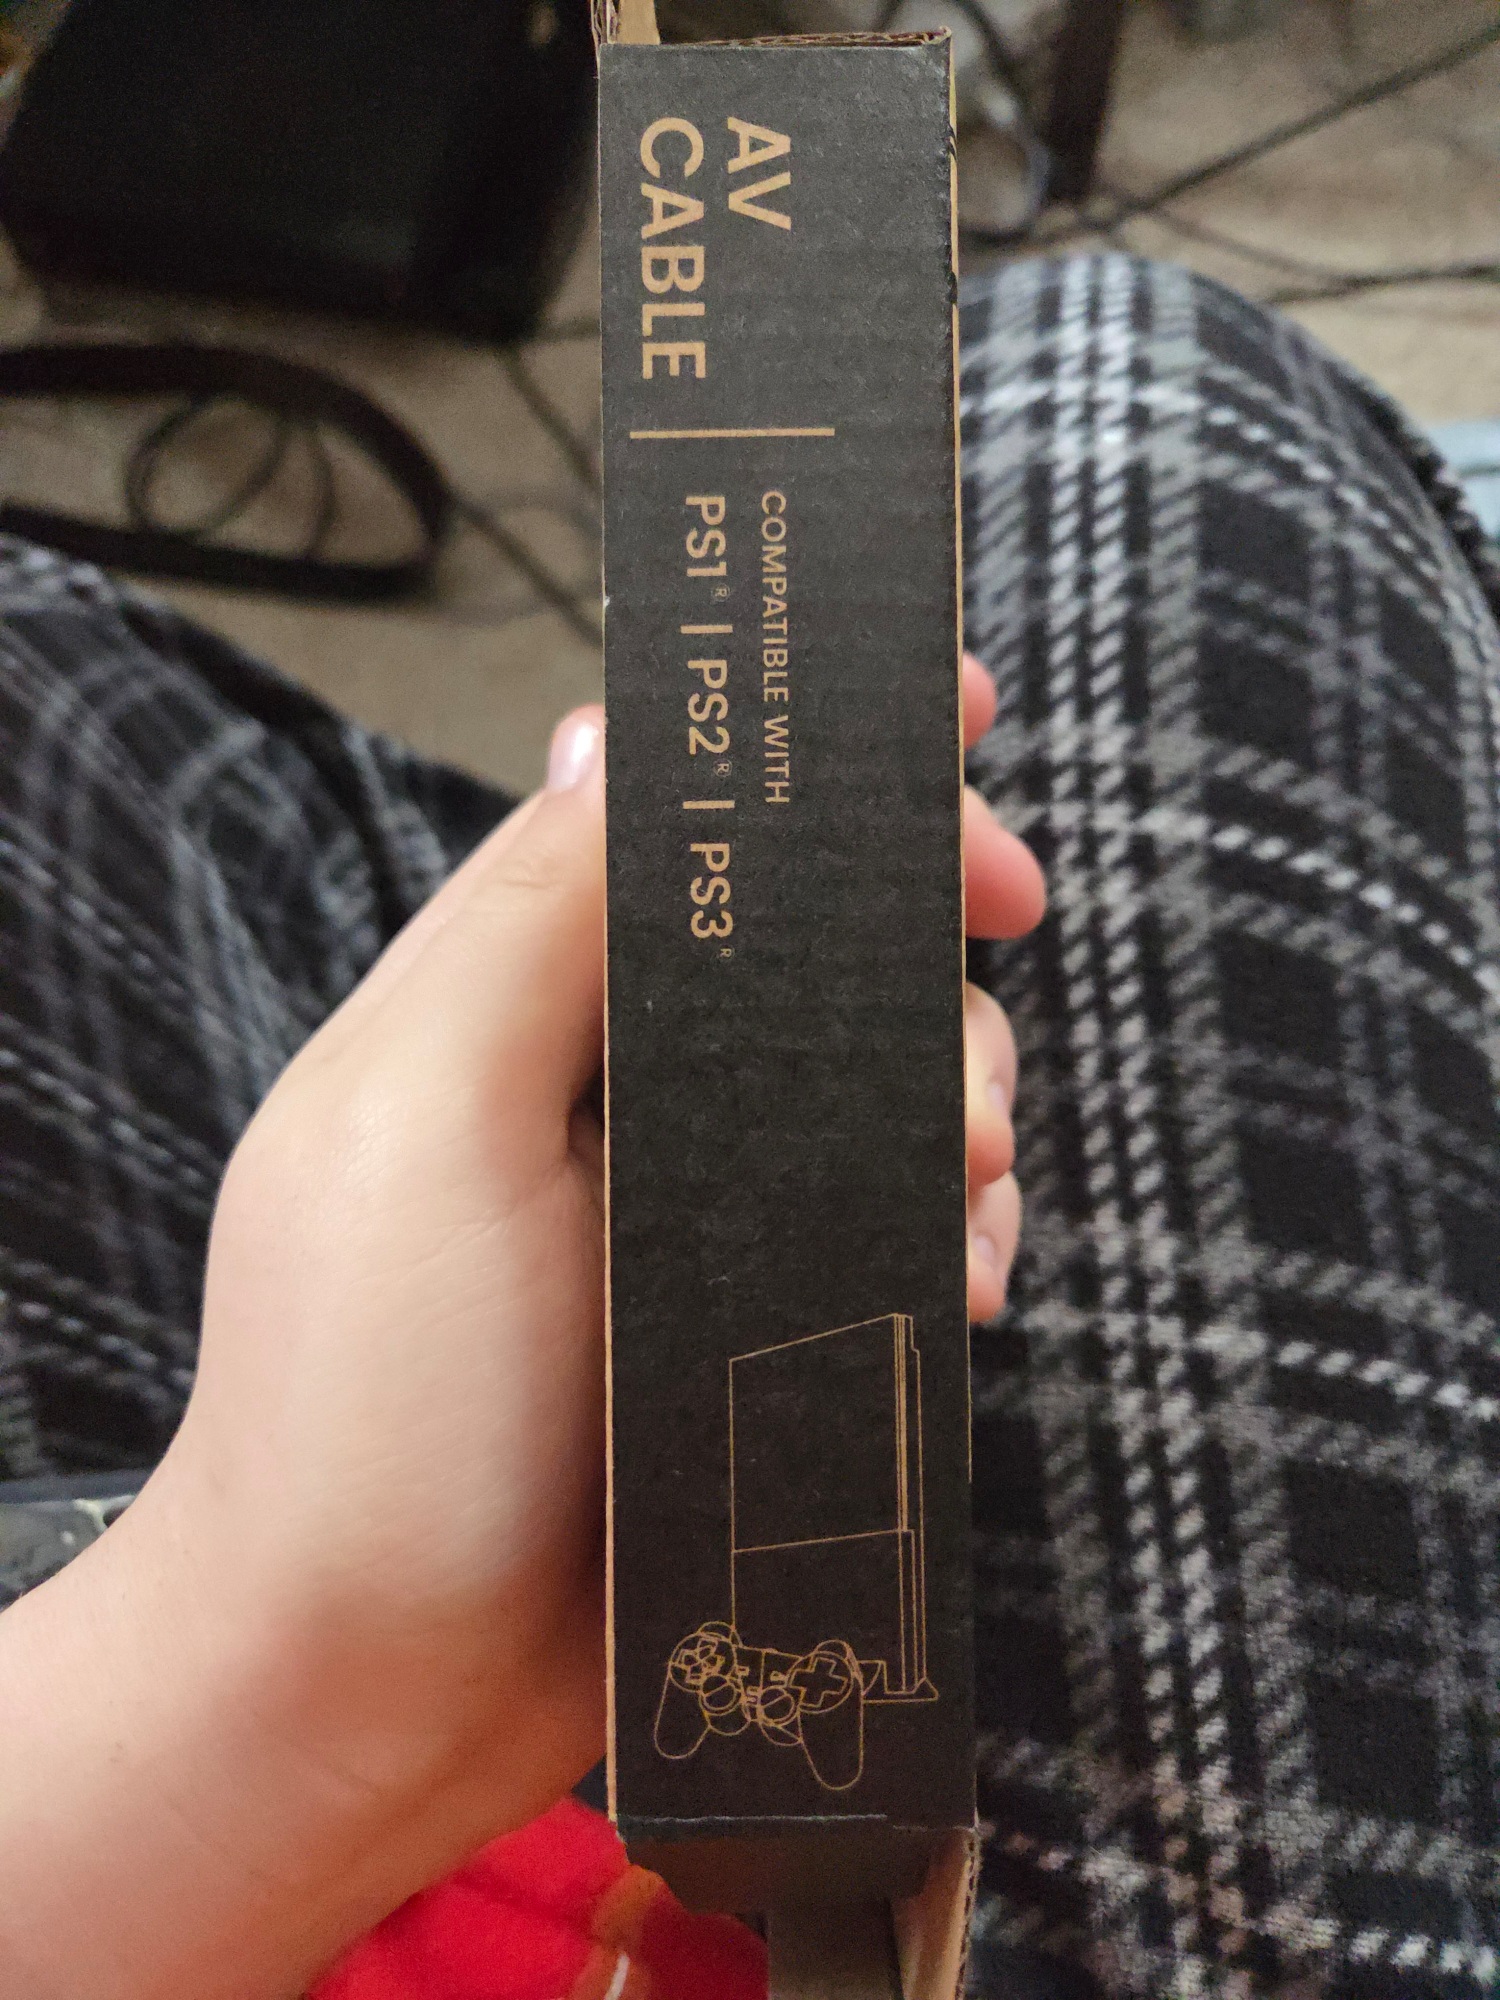 AV
CABLE
COMPATIBLE WITH
PS1® | PS2® | PS3®